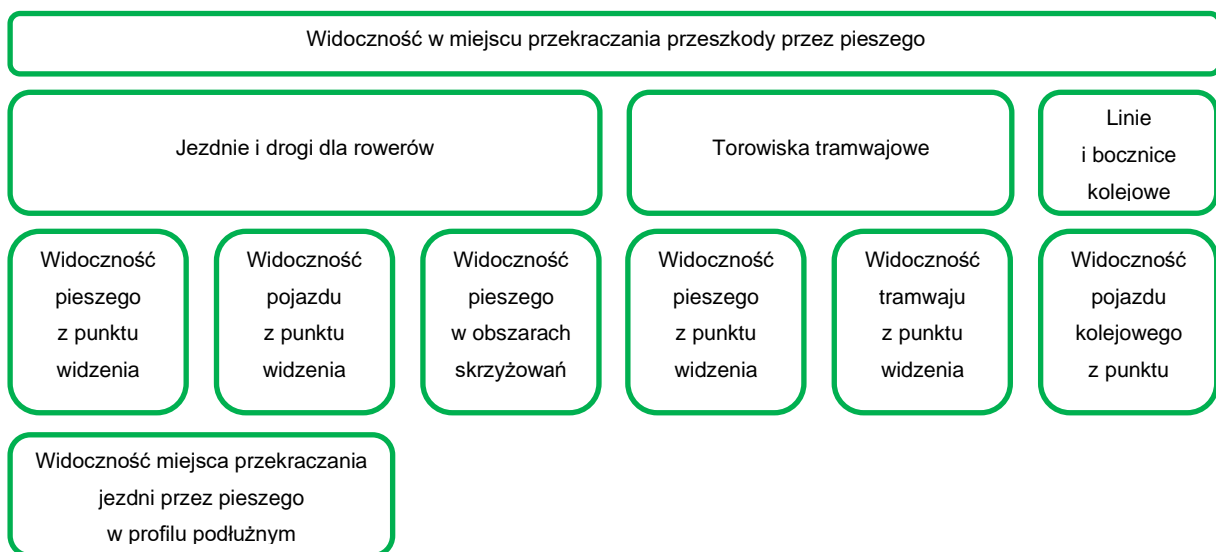 Widoczność w miejscu przekraczania przeszkody przez pieszego
Jezdnie i drogi dla rowerów
Torowiska tramwajowe
Linie
i bocznice
kolejowe
Widoczność
pieszego
z punktu
widzenia
Widoczność
pojazdu
z punktu
widzenia
Widoczność
pieszego
w obszarach
skrzyżowań
Widoczność
pieszego
z punktu
widzenia
Widoczność
tramwaju
z punktu
widzenia
Widoczność
pojazdu
kolejowego
z punktu
Widoczność miejsca przekraczania
jezdni przez pieszego
w profilu podłużnym